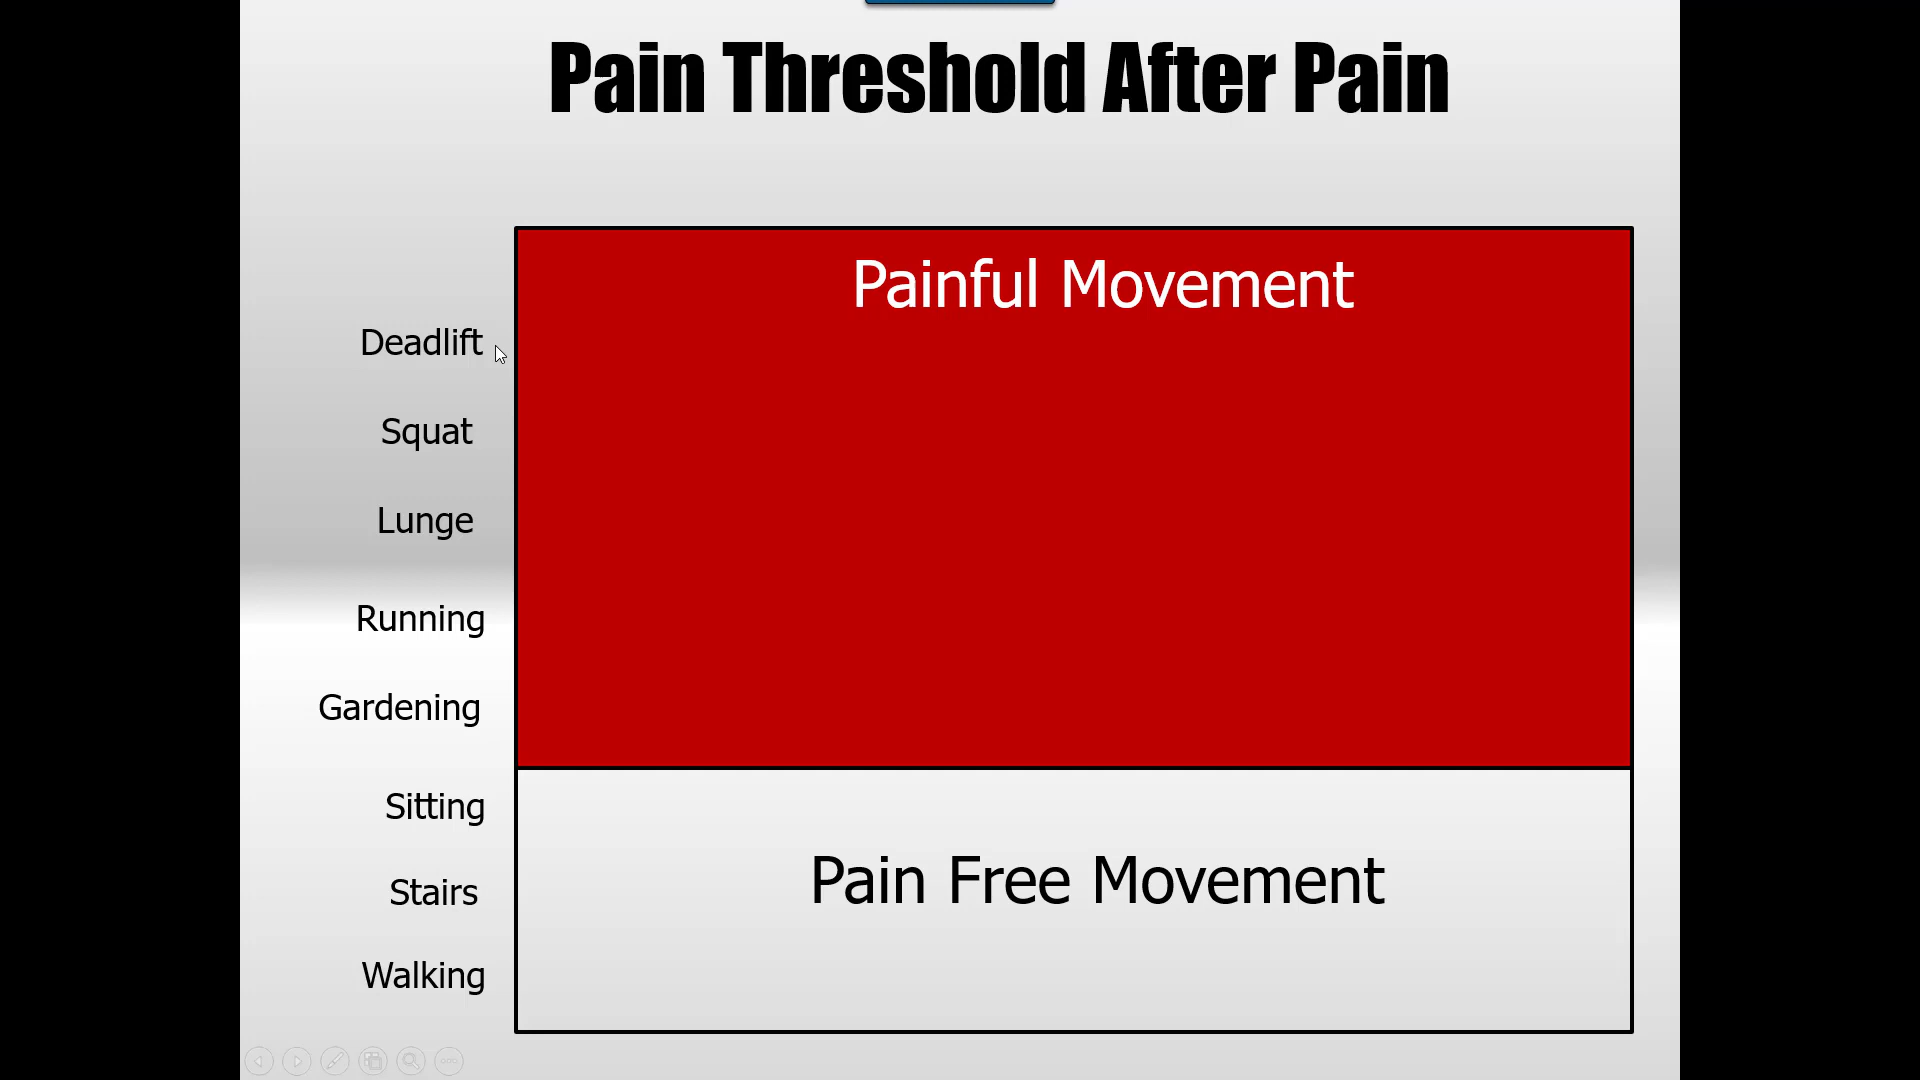 Pain Threshold After Pain
Painful Movement
Deadlift
Squat
Lunge
Running
Gardening
Sitting
Pain Free Movement
Stairs
Walking